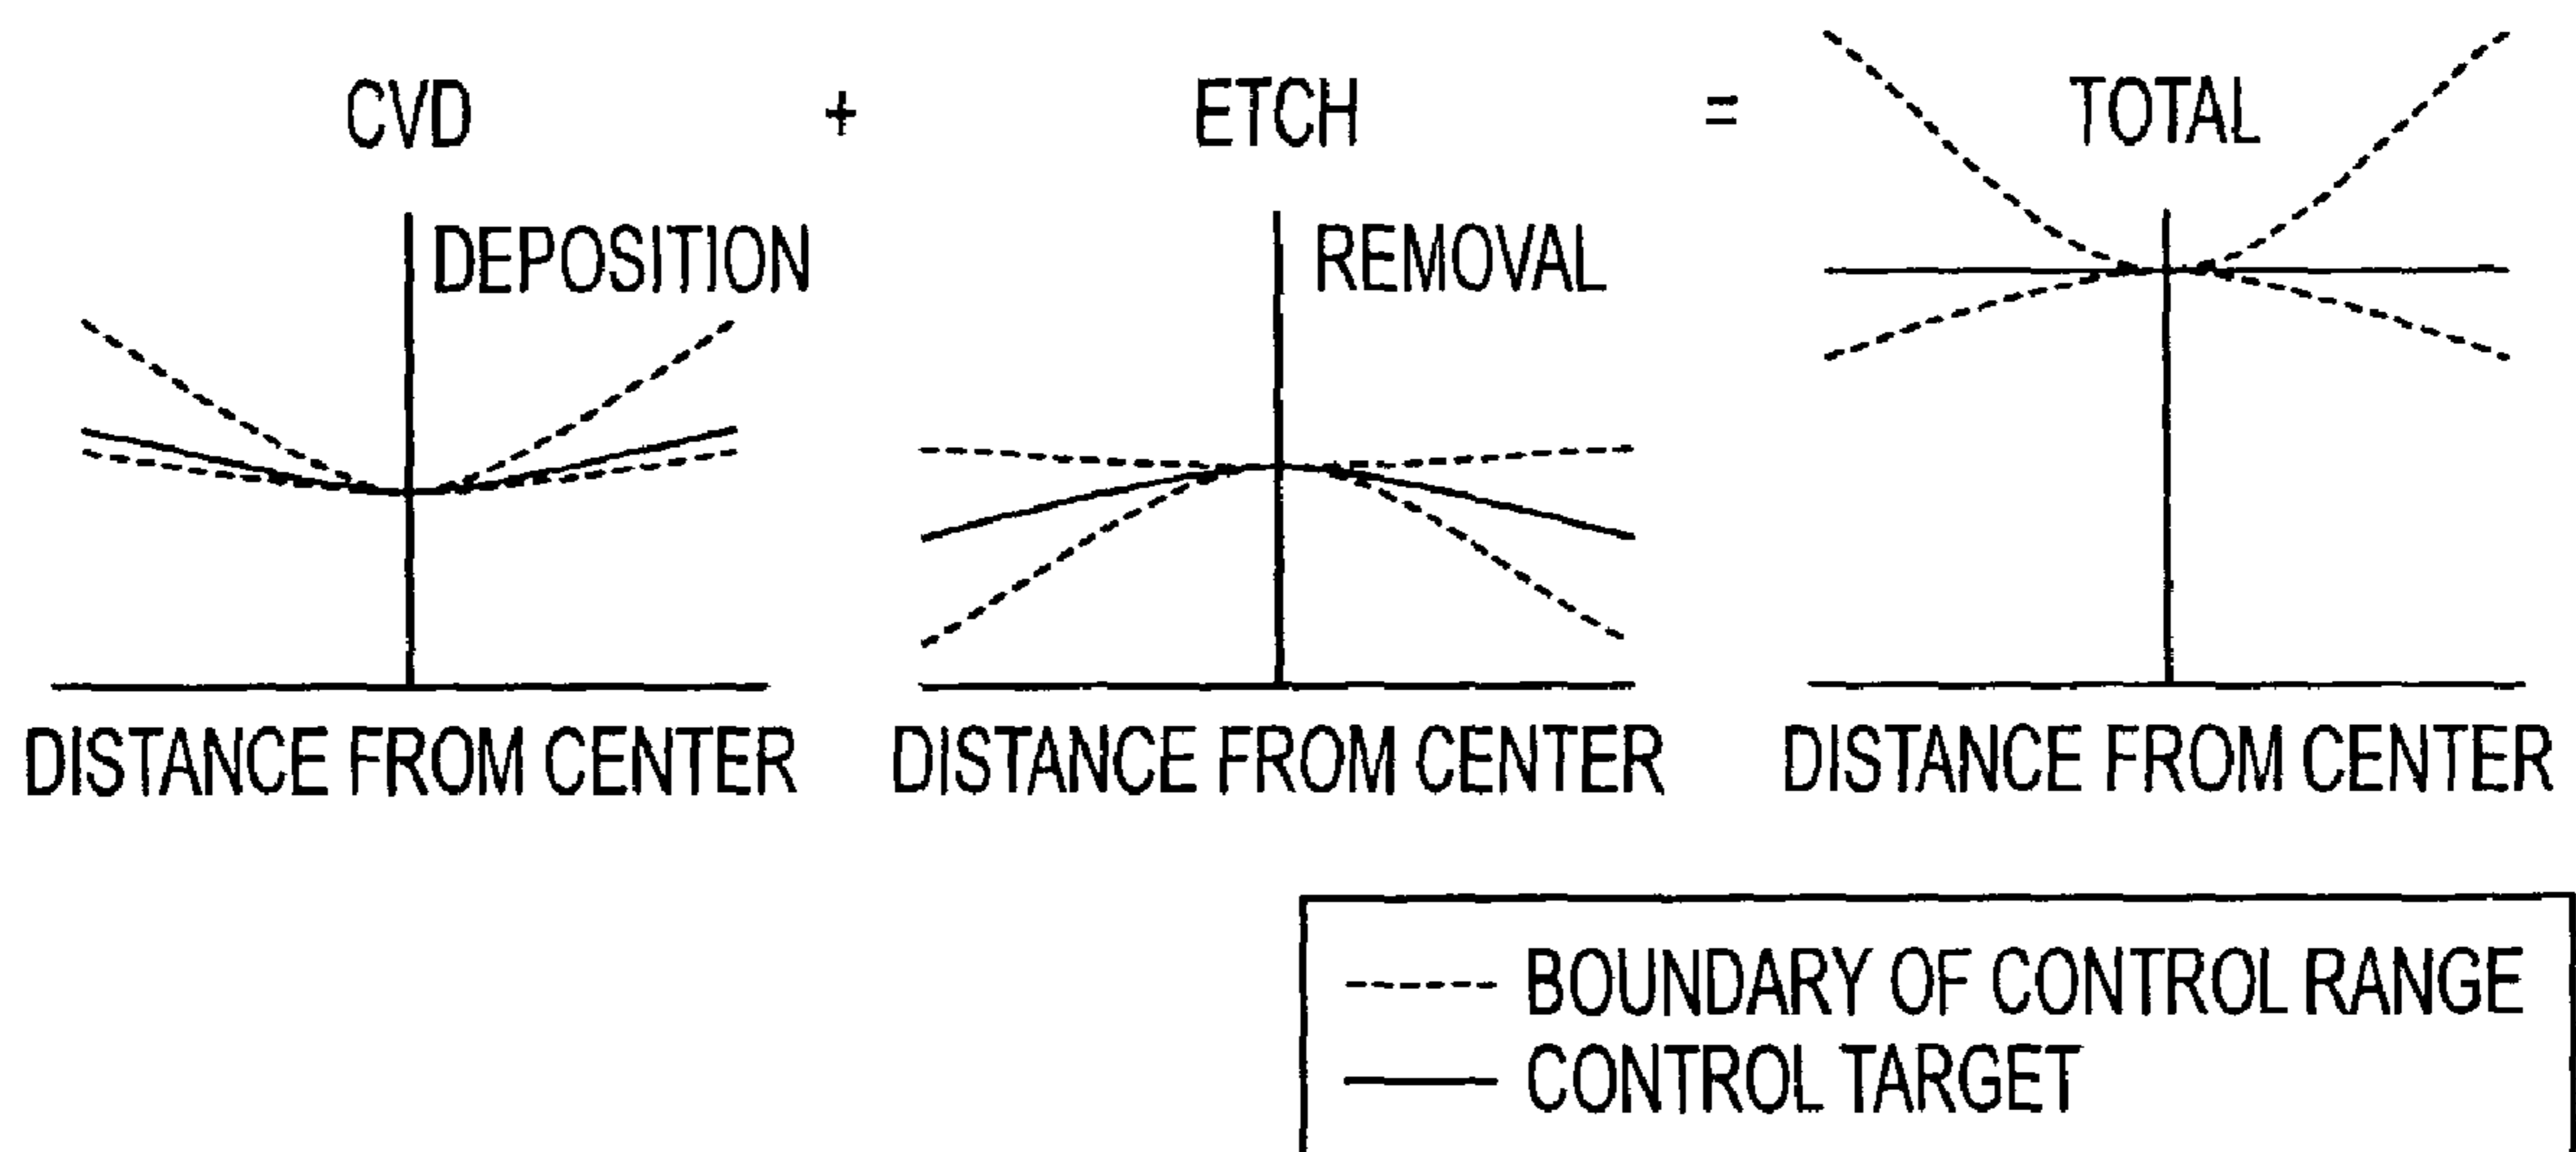 CVD + ETCH = TOTAL
DEPOSITION
REMOVAL
DISTANCE FROM CENTER
DISTANCE FROM CENTER
DISTANCE FROM CENTER
BOUNDARY OF CONTROL RANGE
CONTROL TARGET